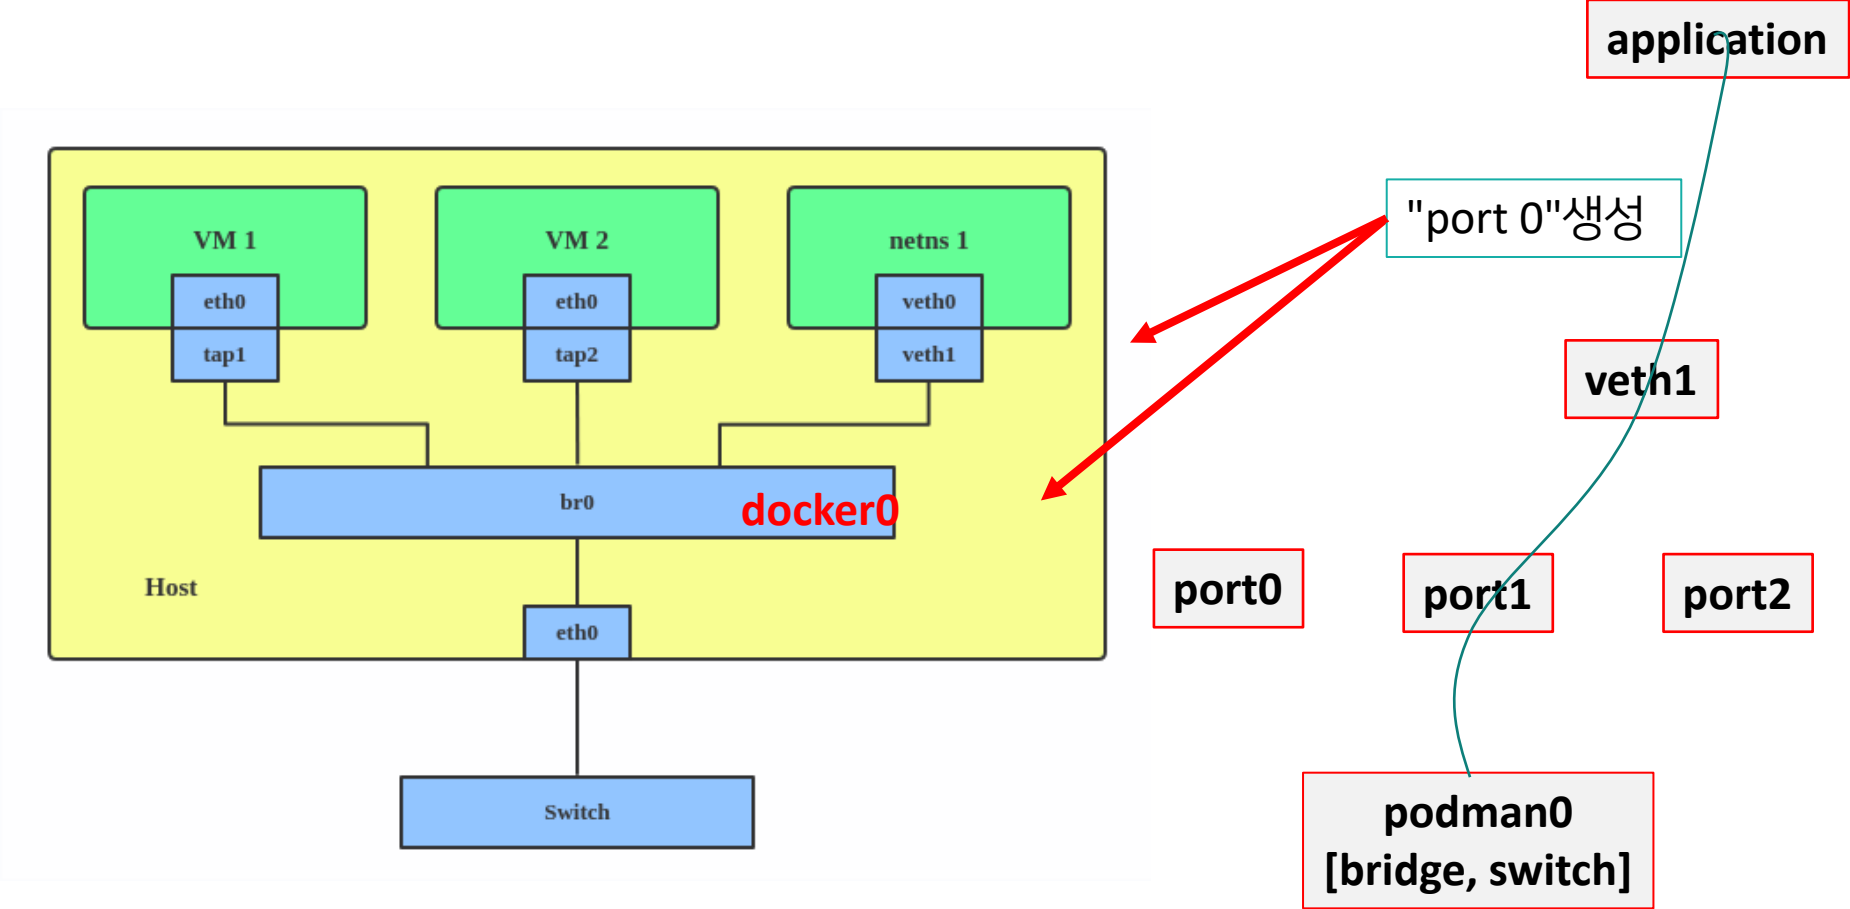 application
VM 1
VM 2
netns 1
"port 0"생성
eth0
eth0
veth0
tap1
tap2
veth1
veth1
br0
docker0
Host
port0
port1
port2
eth0
Switch
podman0
[bridge, switch]